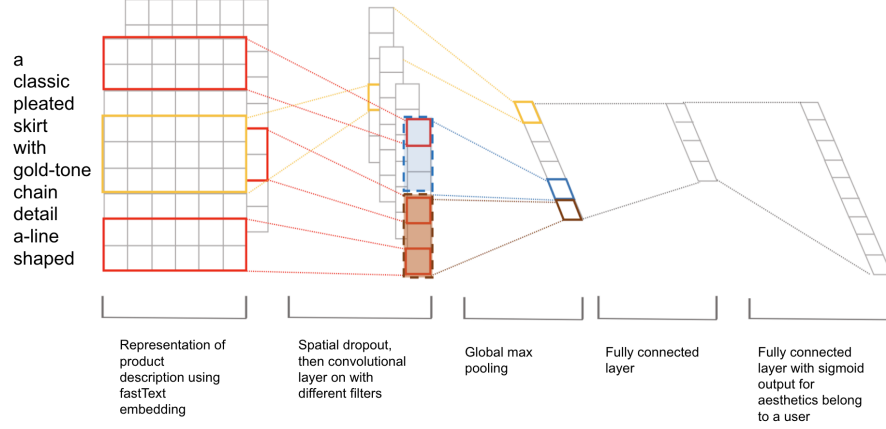 a
classic
pleated
skirt
with
gold-tone
chain
detail
a-line
shaped
Representation of
product
description using
fastText
embedding
Spatial dropout,
then convolutional
layer on with
different filters
Global max
pooling
Fully connected
layer
Fully connected
layer with sigmoid
output for
aesthetics belong
to a user